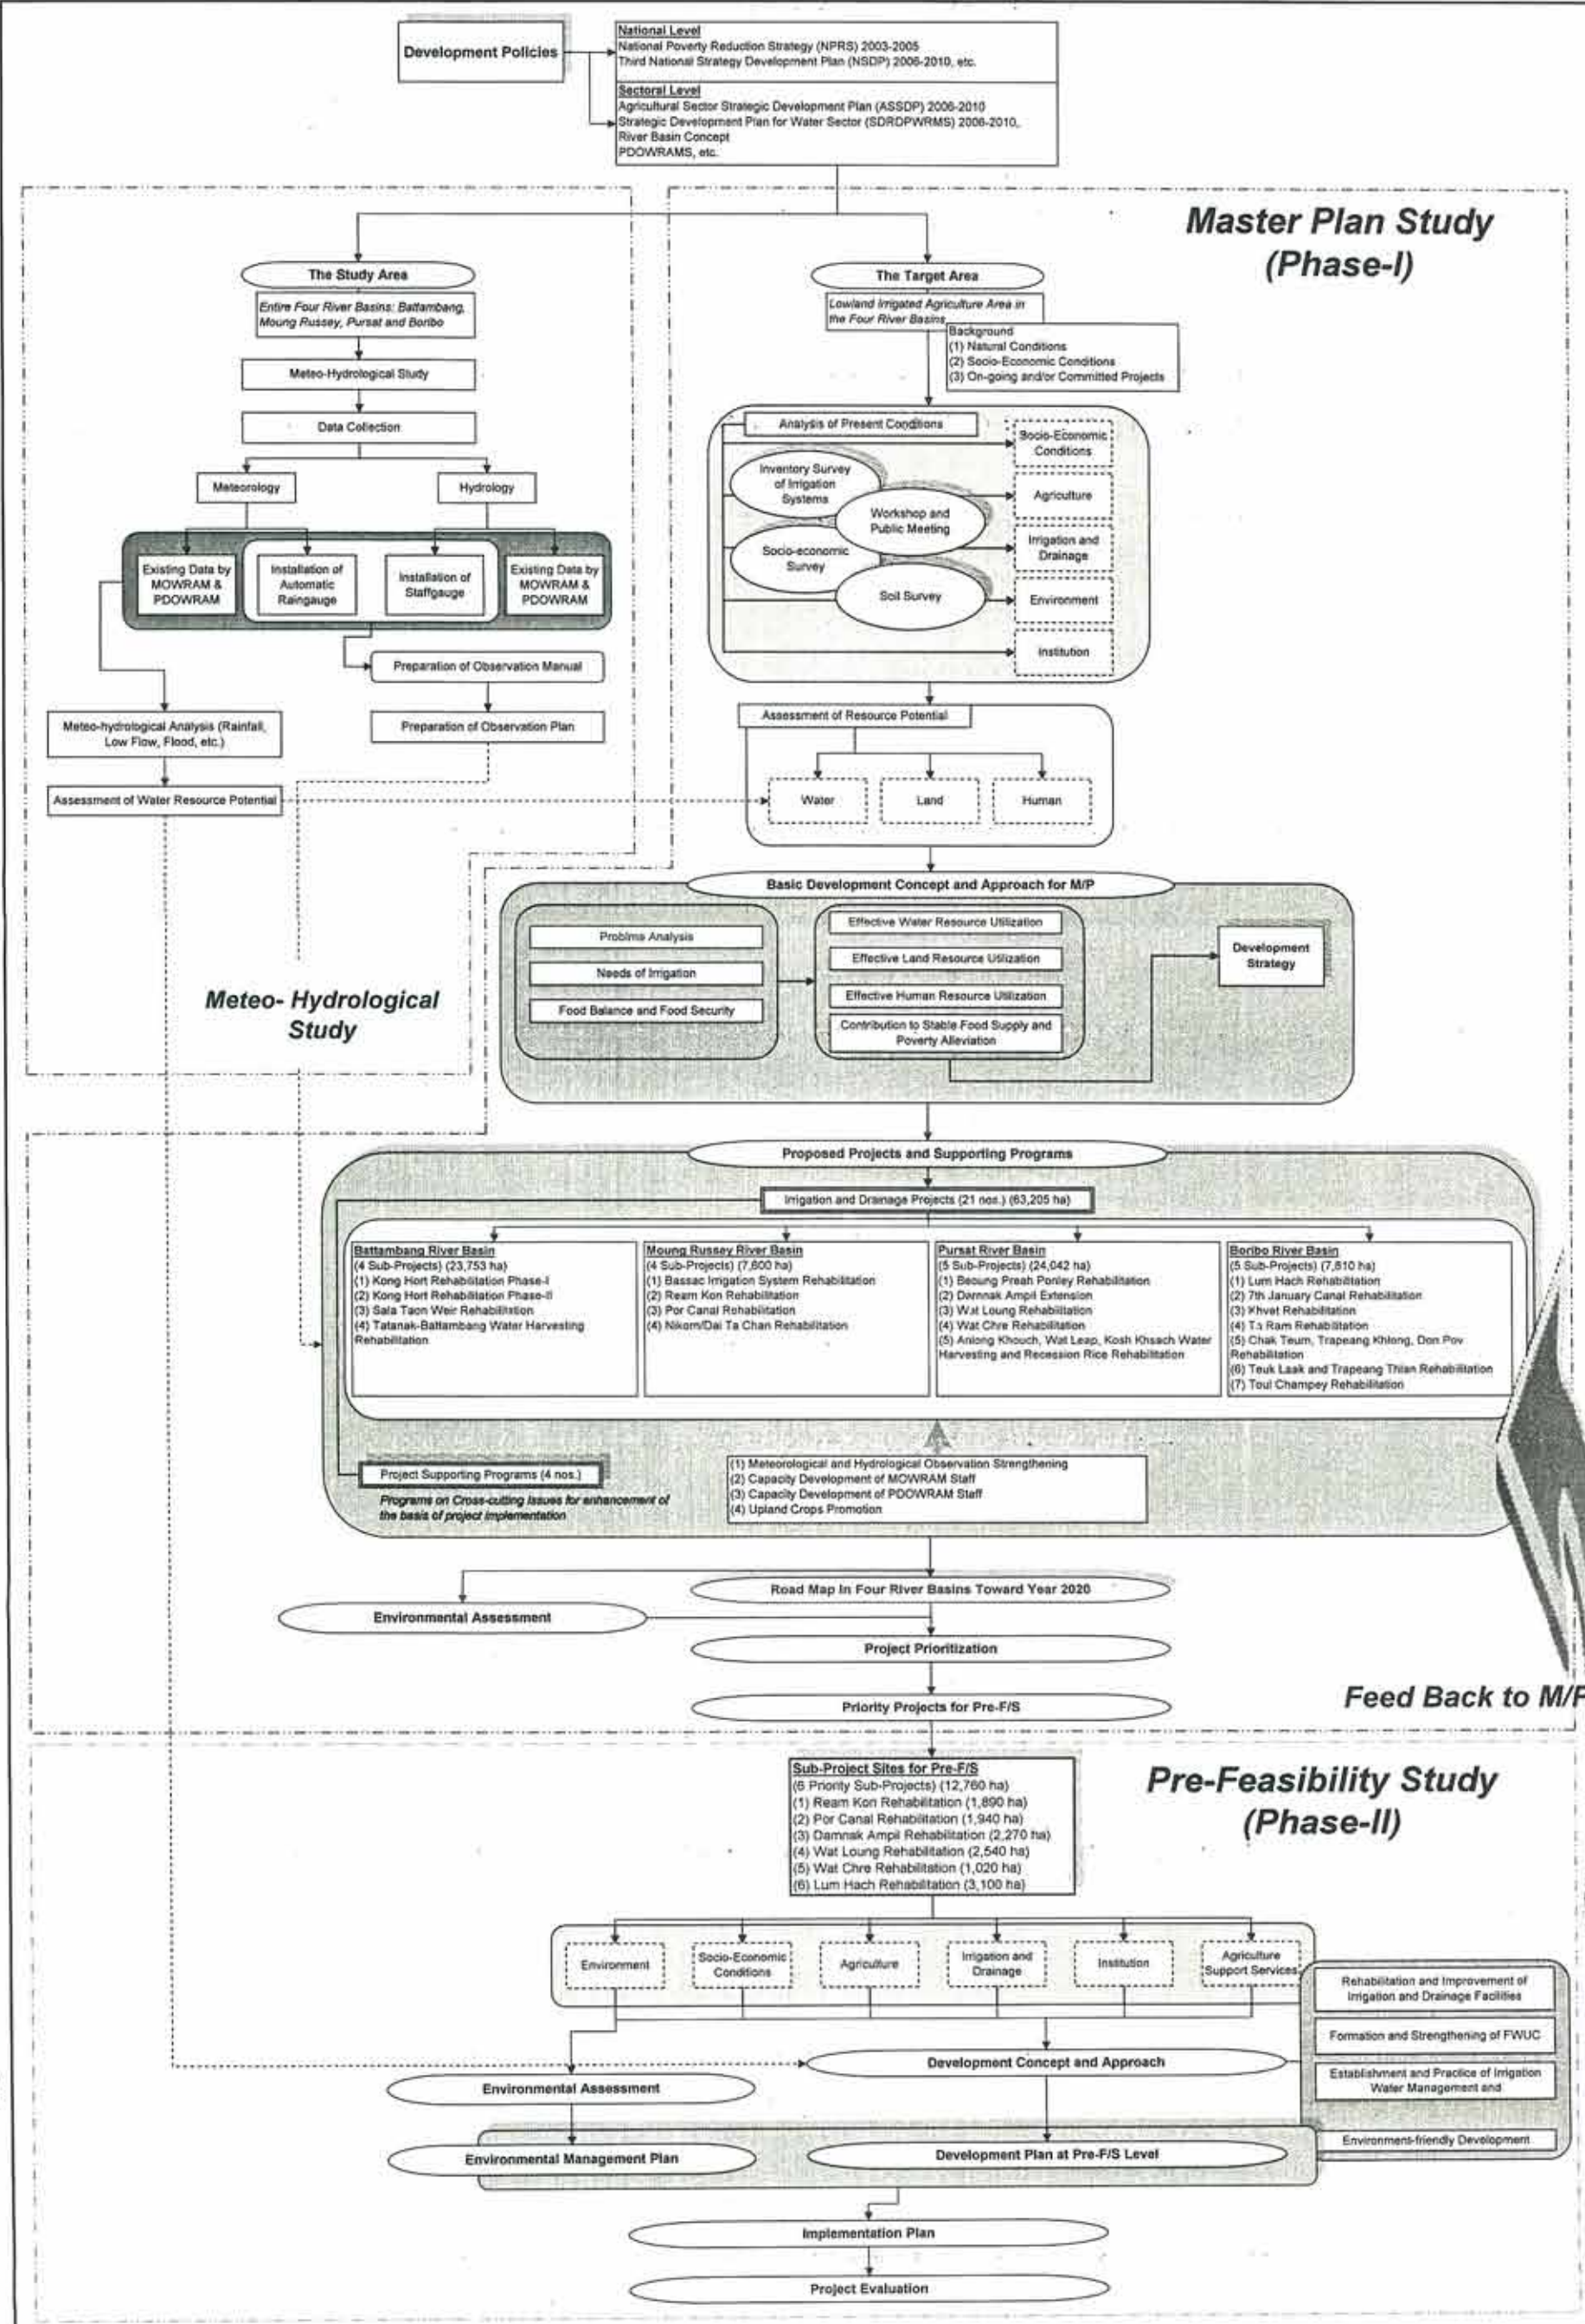 Development Policies
National Level
National Poverty Reduction Strategy (NPRS) 2003-2005
Third National Strategy Development Plan (NSDP) 2006-2010, etc.
Sectoral Level
Agricultural Sector Strategic Development Plan (ASSDP) 2006-2010
Strategic Development Plan for Water Sector (SDRDPWRMS) 2006-2010,
River Basin Concept
PDOWRAMS, etc.
Master Plan Study
(Phase-I)
The Study Area
Entire Four River Basins: Battambang,
Moung Russey, Pursat and Boribo
Meteo-Hydrological Study
Data Collection
Meteorology
Hydrology
Existing Data by
MOWRAM &
PDOWRAM
Installation of
Automatic
Raingauge
Installation of
Staffgauge
Existing Data by
MOWRAM &
PDOWRAM
Preparation of Observation Manual
Preparation of Observation Plan
Meteo-hydrological Analysis (Rainfall,
Low Flow, Flood, etc.)
Assessment of Water Resource Potential
Meteo- Hydrological
Study
The Target Area
Lowland Irrigated Agriculture Area in
the Four River Basins
Background
(1) Natural Conditions
(2) Socio-Economic Conditions
(3) On-going and/or Committed Projects
Analysis of Present Conditions
Inventory Survey
of Irrigation
Systems
Workshop and
Public Meeting
Socio-economic
Survey
Soil Survey
Socio-Economic
Conditions
Agriculture
Irrigation and
Drainage
Environment
Institution
Assessment of Resource Potential
Water
Land
Human
Basic Development Concept and Approach for M/P
Problms Analysis
Needs of Irrigation
Food Balance and Food Security
Effective Water Resource Utilization
Effective Land Resource Utilization
Effective Human Resource Utilization
Contribution to Stable Food Supply and
Poverty Alleviation
Development
Strategy
Proposed Projects and Supporting Programs
Irrigation and Drainage Projects (21 nos.) (63,205 ha)
Battambang River Basin
(4 Sub-Projects) (23,753 ha)
(1) Kong Hort Rehabilitation Phase-I
(2) Kong Hort Rehabilitation Phase-II
(3) Sala Taon Weir Rehabilitation
(4) Tatanak-Battambang Water Harvesting
Rehabilitation
Moung Russey River Basin
(4 Sub-Projects) (7,600 ha)
(1) Bassac Irrigation System Rehabilitation
(2) Ream Kon Rehabilitation
(3) Por Canal Rehabilitation
(4) Nikom/Dai Ta Chan Rehabilitation
Pursat River Basin
(5 Sub-Projects) (24,042 ha)
(1) Beoung Preah Ponley Rehabilitation
(2) Damnak Ampil Extension
(3) Wat Loung Rehabilitation
(4) Wat Chre Rehabilitation
(5) Anlong Khouch, Wat Leap, Kosh Khsach Water
Harvesting and Recession Rice Rehabilitation
Boribo River Basin
(5 Sub-Projects) (7,810 ha)
(1) Lum Hach Rehabilitation
(2) 7th January Canal Rehabilitation
(3) Khvet Rehabilitation
(4) Ta Ram Rehabilitation
(5) Chak Teum, Trapeang Khlong, Don Pov
Rehabilitation
(6) Teuk Laak and Trapeang Thlan Rehabilitation
(7) Toul Champey Rehabilitation
Project Supporting Programs (4 nos.)
Programs on Cross-cutting Issues for enhancement of
the basis of project implementation
(1) Meteorological and Hydrological Observation Strengthening
(2) Capacity Development of MOWRAM Staff
(3) Capacity Development of PDOWRAM Staff
(4) Upland Crops Promotion
Road Map In Four River Basins Toward Year 2020
Environmental Assessment
Project Prioritization
Priority Projects for Pre-F/S
Feed Back to M/P
Pre-Feasibility Study
(Phase-II)
Sub-Project Sites for Pre-F/S
(6 Priority Sub-Projects) (12,760 ha)
(1) Ream Kon Rehabilitation (1,890 ha)
(2) Por Canal Rehabilitation (1,940 ha)
(3) Damnak Ampil Rehabilitation (2,270 ha)
(4) Wat Loung Rehabilitation (2,540 ha)
(5) Wat Chre Rehabilitation (1,020 ha)
(6) Lum Hach Rehabilitation (3,100 ha)
Environment
Socio-Economic
Conditions
Agriculture
Irrigation and
Drainage
Institution
Agriculture
Support Services
Rehabilitation and Improvement of
Irrigation and Drainage Facilities
Formation and Strengthening of FWUC
Establishment and Practice of Irrigation
Water Management and
Environment-friendly Development
Development Concept and Approach
Environmental Assessment
Environmental Management Plan
Development Plan at Pre-F/S Level
Implementation Plan
Project Evaluation